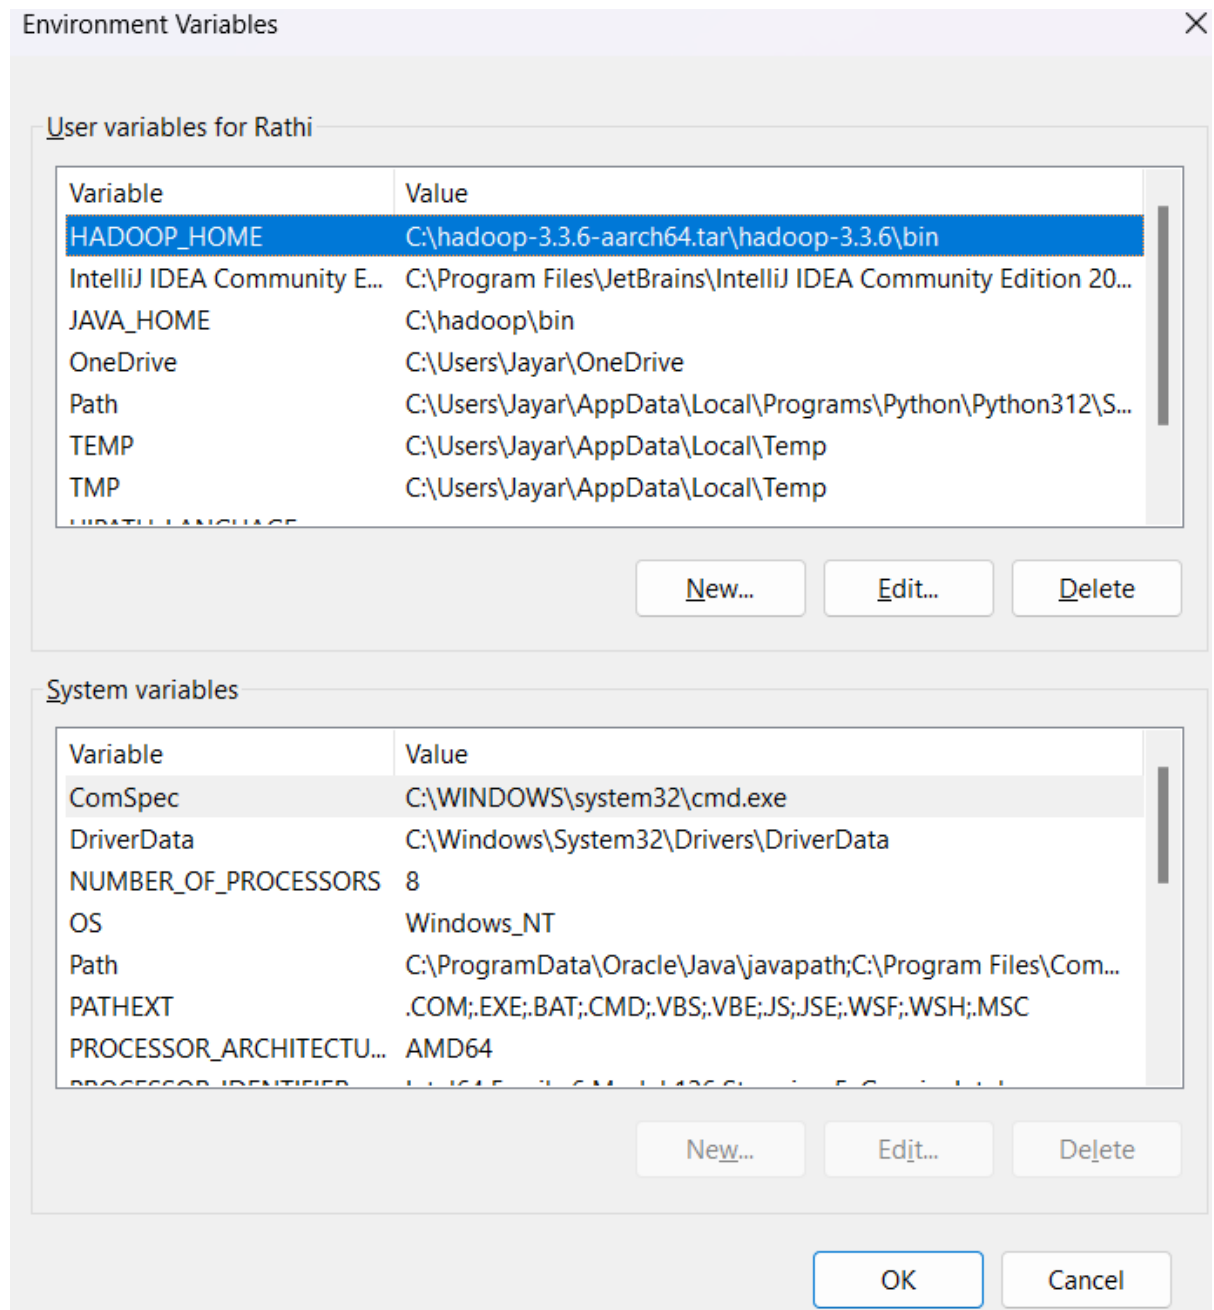 Environment Variables
User variables for Rathi
Variable Value
HADOOP_HOME C:\hadoop-3.3.6-aarch64.tar\hadoop-3.3.6\bin
IntelliJ IDEA Community E... C:\Program Files\JetBrains\IntelliJ IDEA Community Edition 20...
JAVA_HOME C:\hadoop\bin
OneDrive C:\Users\Jayar\OneDrive
Path C:\Users\Jayar\AppData\Local\Programs\Python\Python312\S...
TEMP C:\Users\Jayar\AppData\Local\Temp
TMP C:\Users\Jayar\AppData\Local\Temp
New... Edit... Delete
System variables
Variable Value
ComSpec C:\WINDOWS\system32\cmd.exe
DriverData C:\Windows\System32\Drivers\DriverData
NUMBER_OF_PROCESSORS 8
OS Windows_NT
Path C:\ProgramData\Oracle\Java\javapath;C:\Program Files\Com...
PATHEXT .COM;.EXE;.BAT;.CMD;.VBS;.VBE;.JS;.JSE;.WSF;.WSH;.MSC
PROCESSOR_ARCHITECTU... AMD64
New... Edit... Delete
OK Cancel